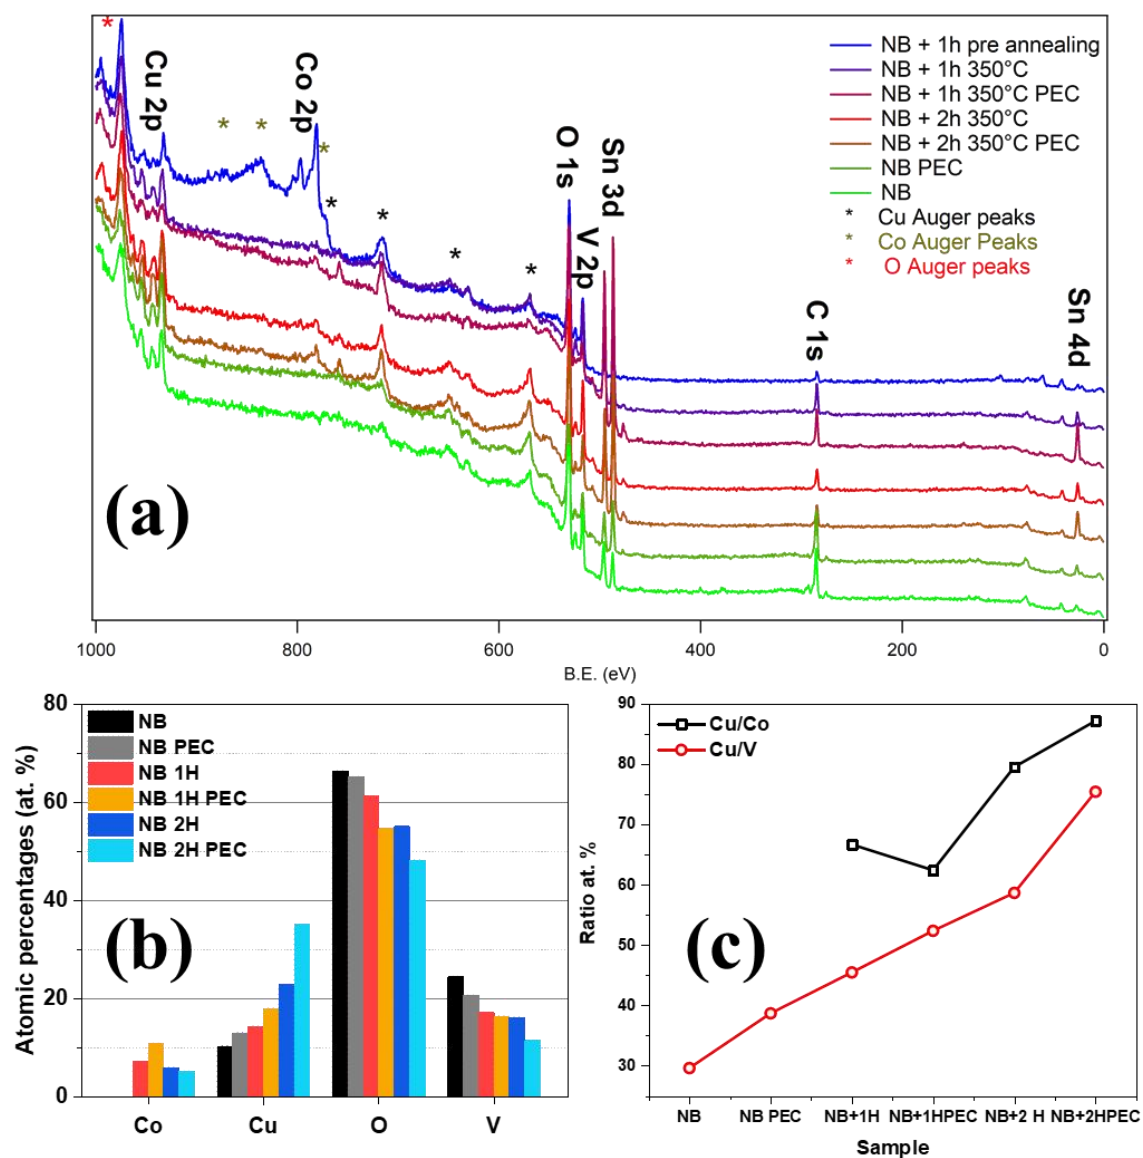 *
Cu 2p
*
*
Co 2p
*
*
*
*
*
O 1s
V 2p
Sn 3d
C 1s
Sn 4d
NB + 1h pre annealing
NB + 1h 350°C
NB + 1h 350°C PEC
NB + 2h 350°C
NB + 2h 350°C PEC
NB PEC
NB
* Cu Auger peaks
* Co Auger Peaks
* O Auger peaks
(a)
1000 800 600 400 200 0
B.E. (eV)
80
60
40
20
0
Atomic percentages (at. %)
NB
NB PEC
NB 1H
NB 1H PEC
NB 2H
NB 2H PEC
(b)
Co Cu O V
90
80
70
60
50
40
30
Ratio at. %
Cu/Co
Cu/V
(c)
NB NB PEC NB+1H NB+1HPEC NB+2 H NB+2HPEC
Sample